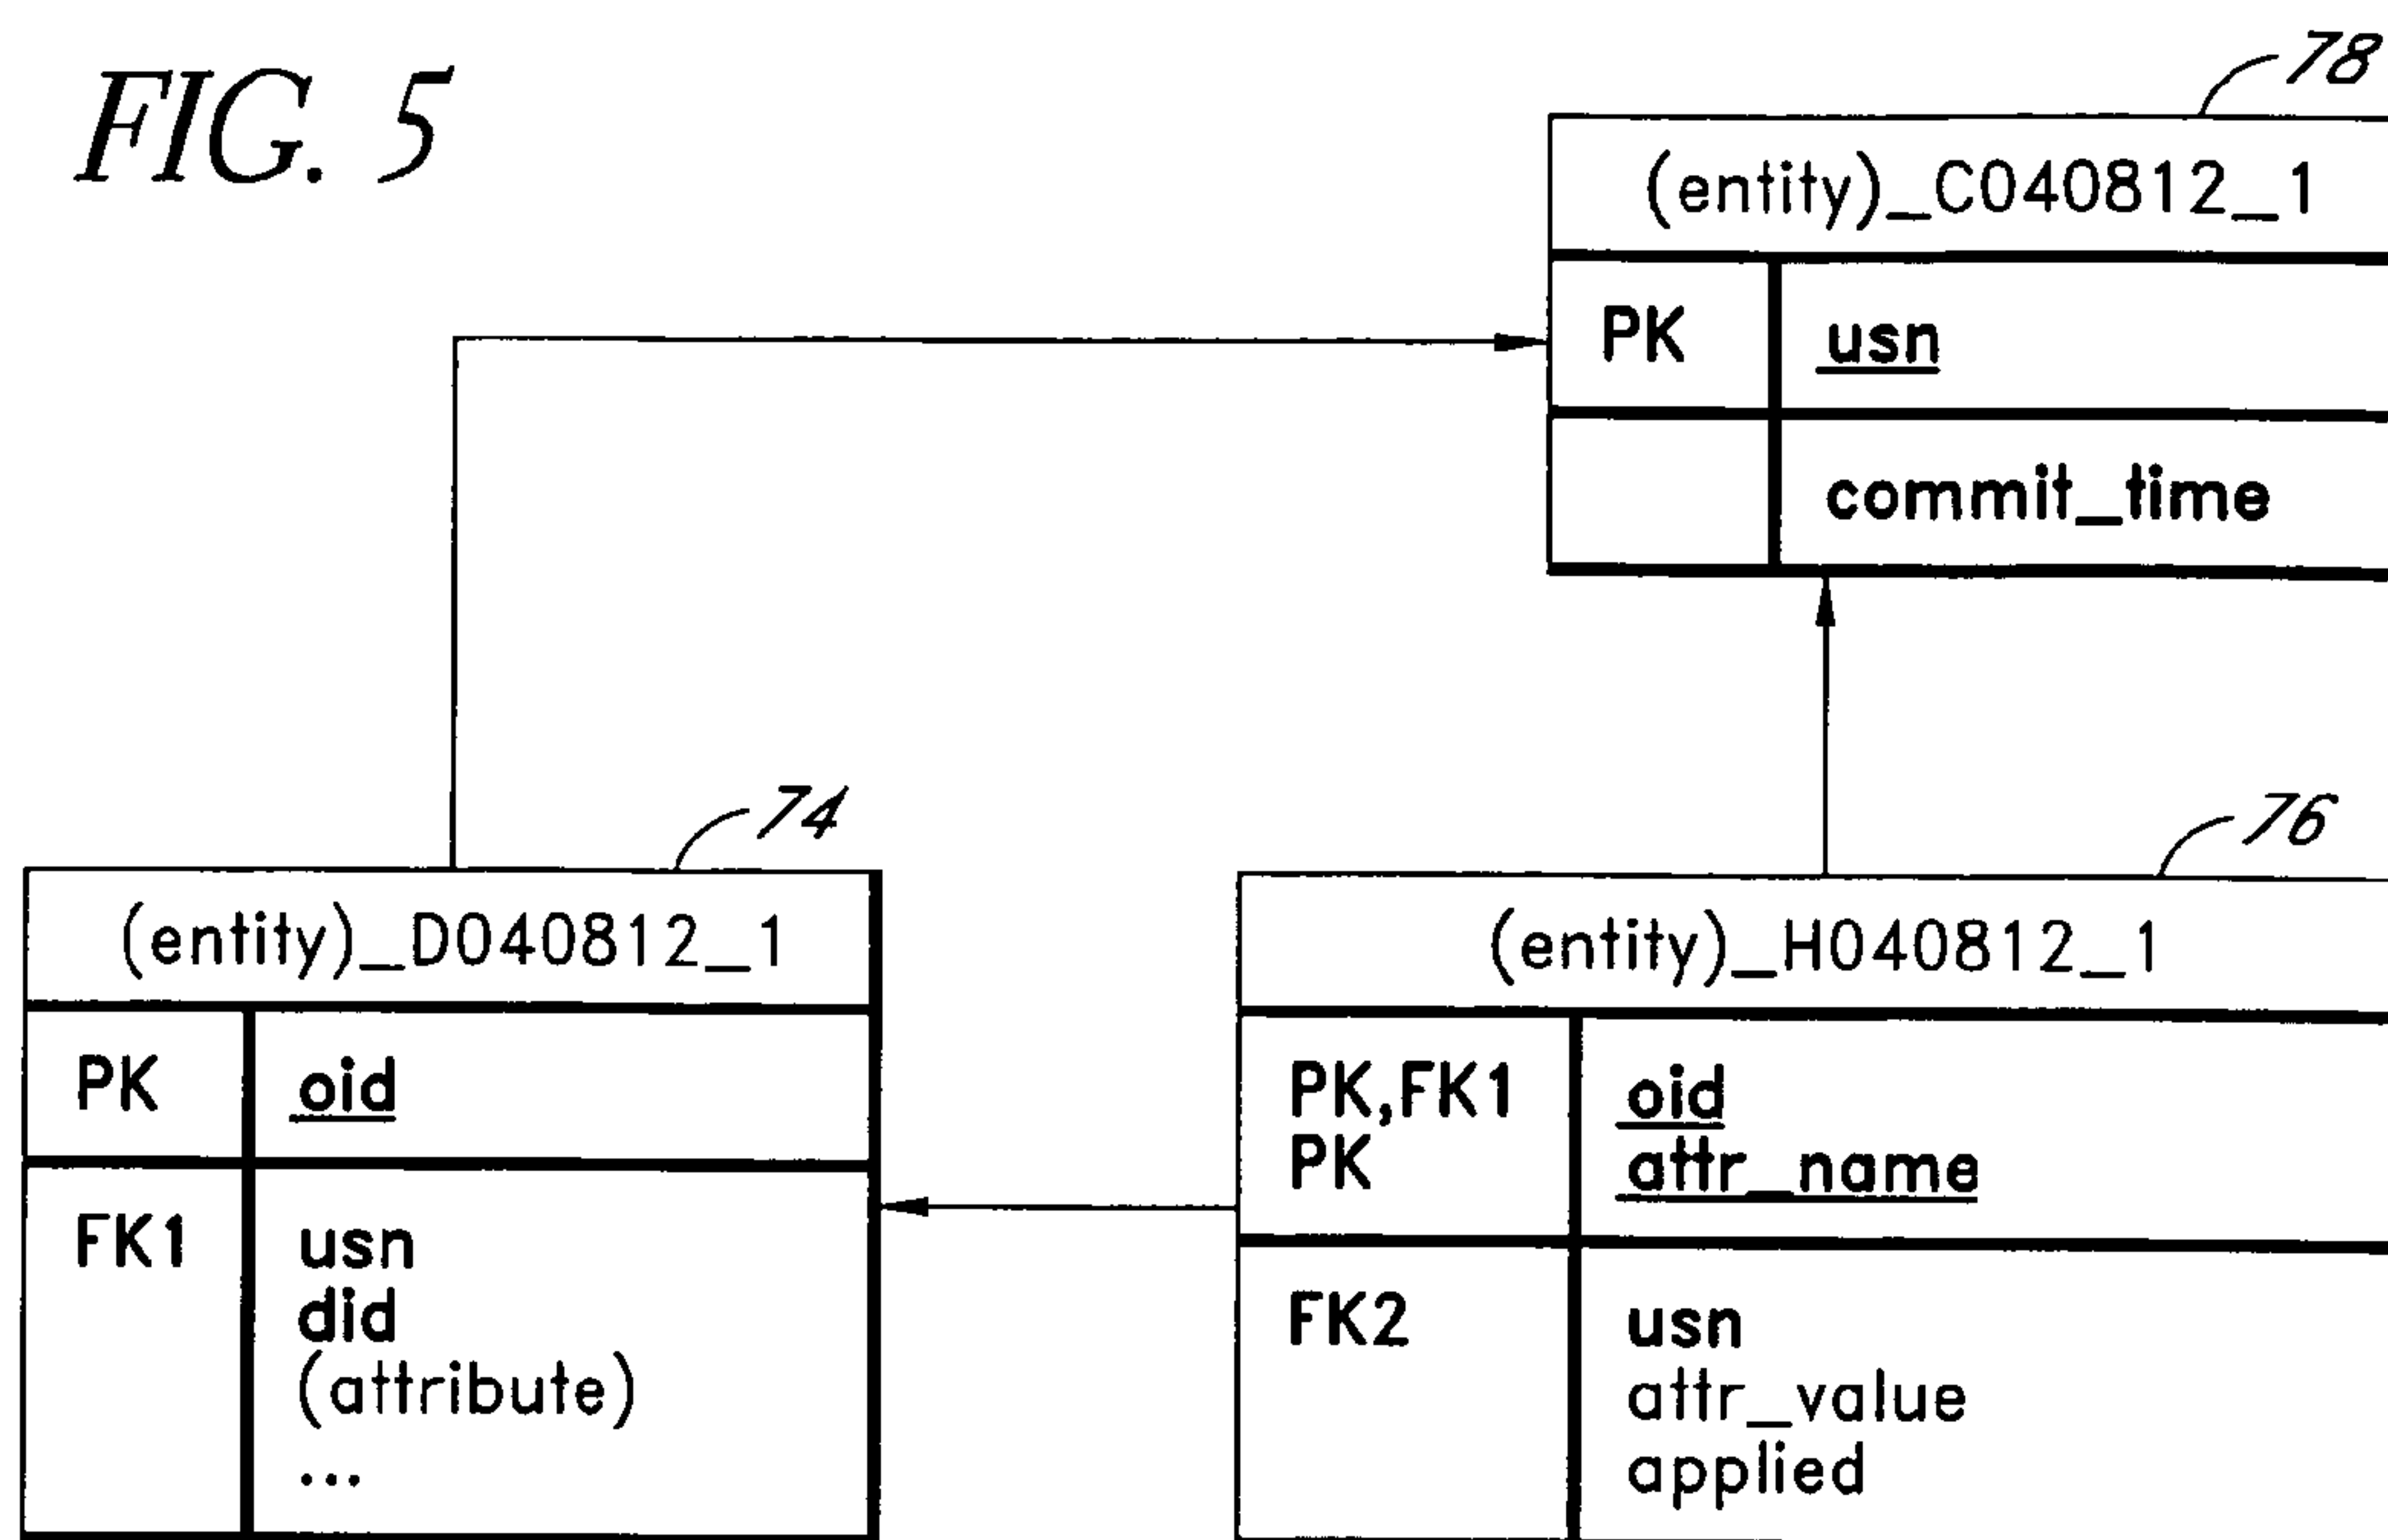 FIG. 5
78
(entity)_C040812_1
PK usn
commit_time
74
(entity)_D040812_1
PK oid
FK1 usn
did
(attribute)
...
76
(entity)_H040812_1
PK,FK1 oid
PK attr_name
FK2 usn
attr_value
applied